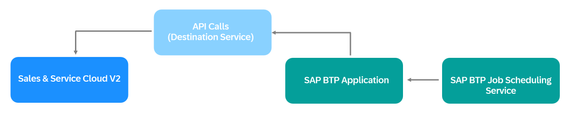 API Calls
(Destination Service)
Sales & Service Cloud V2
SAP BTP Application
SAP BTP Job Scheduling
Service